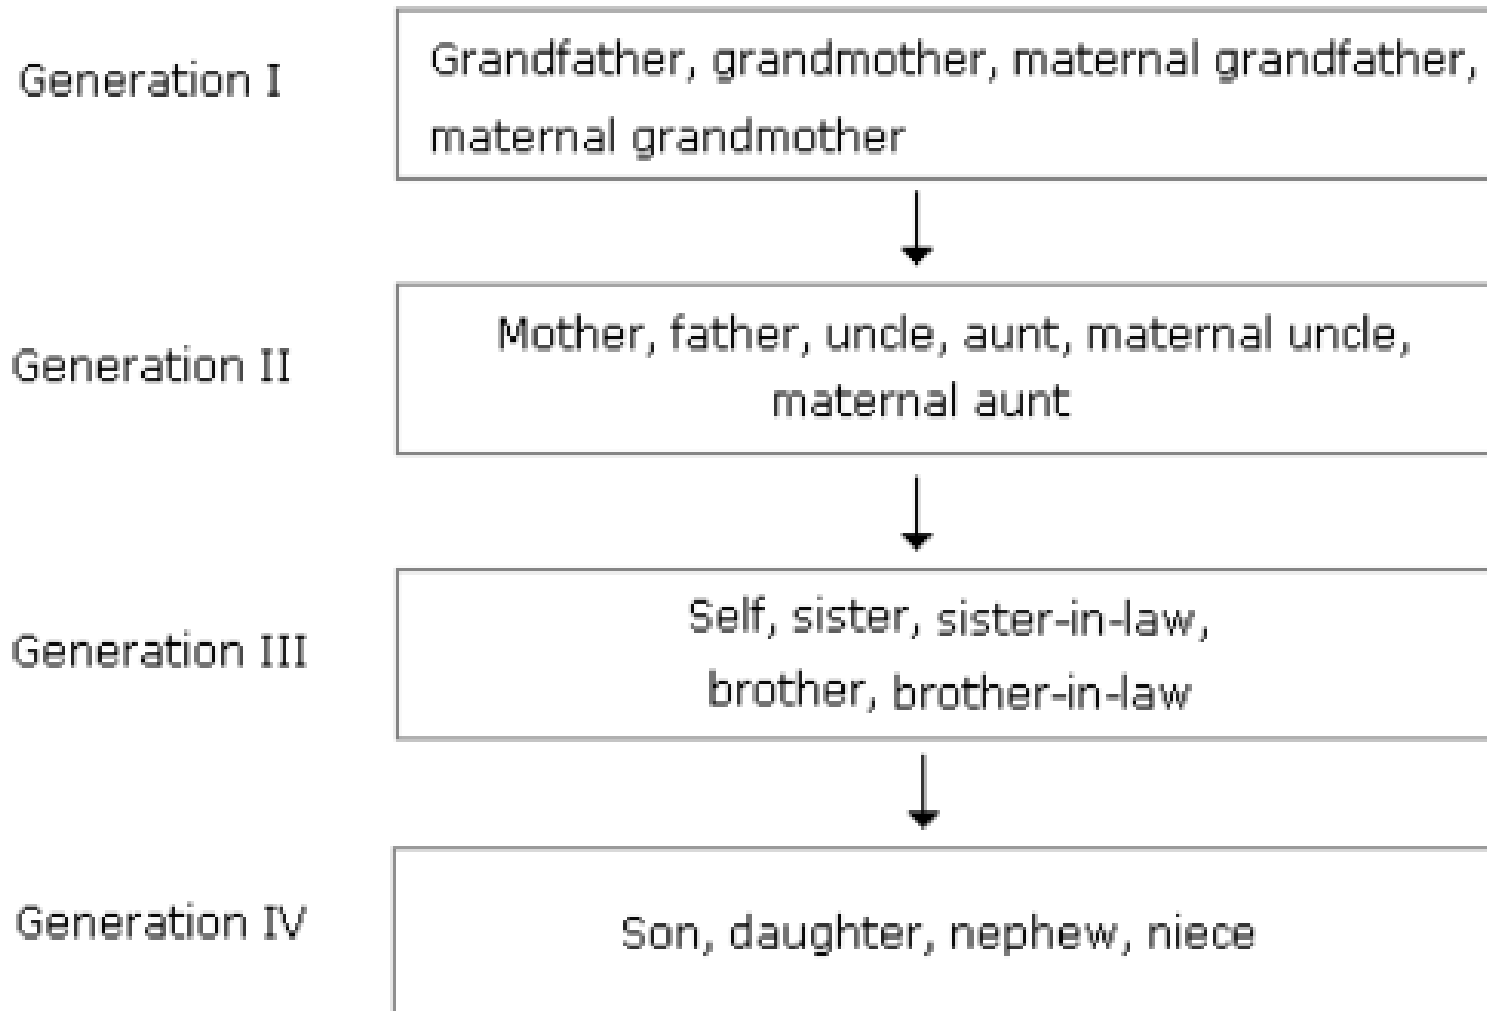 Generation I
Grandfather, grandmother, maternal grandfather,
maternal grandmother
Generation II
Mother, father, uncle, aunt, maternal uncle,
maternal aunt
Generation III
Self, sister, sister-in-law,
brother, brother-in-law
Generation IV
Son, daughter, nephew, niece